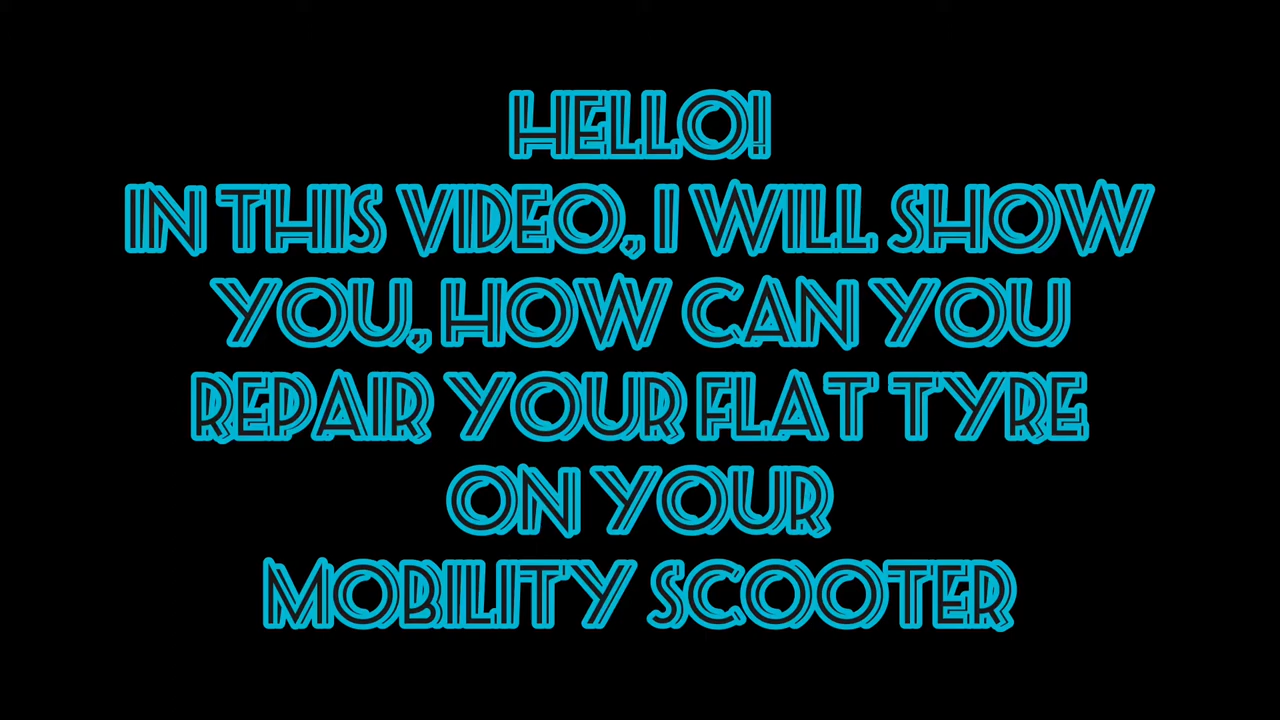 HELLO!
IN THIS VIDEO, I WILL SHOW
YOU, HOW CAN YOU
REPAIR YOUR FLAT TYRE
ON YOUR
MOBILITY SCOOTER